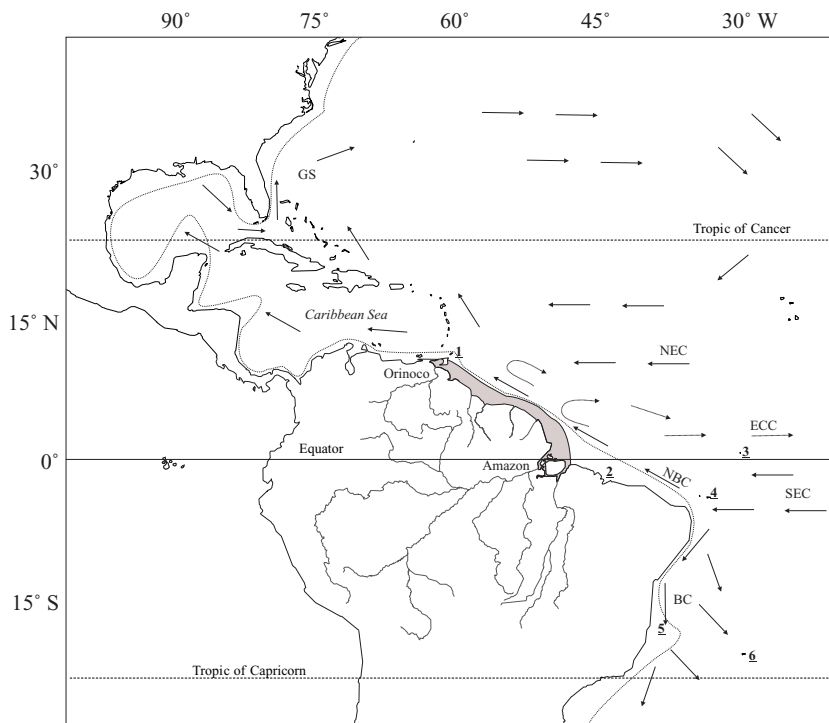 90˚ 75˚ 60˚ 45˚ 30˚ W
30˚
GS
Tropic of Cancer
15˚ N
Caribbean Sea
1
NEC
Orinoco
ECC
Equator
3
0˚
Amazon
2
NBC
4
SEC
15˚ S
BC
5
6
Tropic of Capricorn